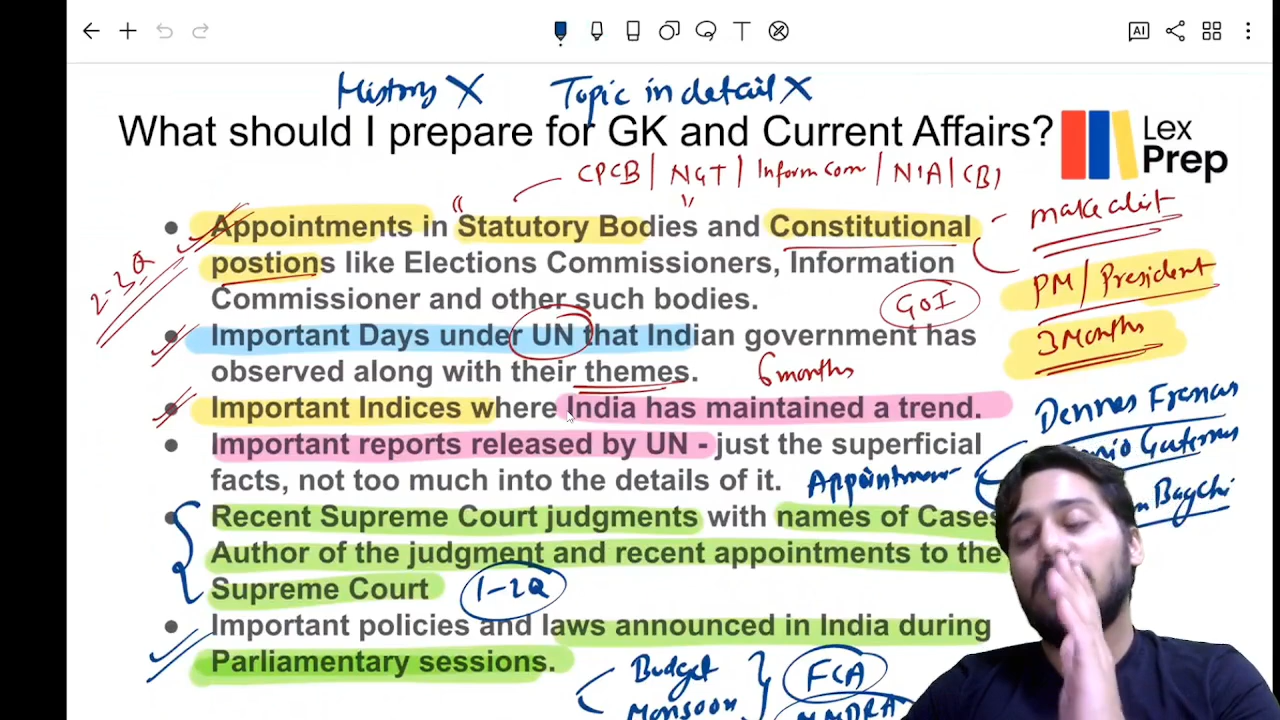 AI
History X Topic in detail X
What should I prepare for GK and Current Affairs?
Lex
Prep
CPCB / NGT / Inform com / NIA / CBI
• Appointments in Statutory Bodies and Constitutional
postions like Elections Commissioners, Information
Commissioner and other such bodies.
make a list
PM / President
3 Months
2-3 Q
GOI
• Important Days under UN that Indian government has
observed along with their themes.
6 months
• Important Indices where India has maintained a trend.
• Important reports released by UN - just the superficial
facts, not too much into the details of it.
Appointment
Dennes Francis
Guterres
Bagchi
• Recent Supreme Court judgments with names of Cases
Author of the judgment and recent appointments to the
Supreme Court
1-2Q
• Important policies and laws announced in India during
Parliamentary sessions.
Budget
Monsoon
FCA